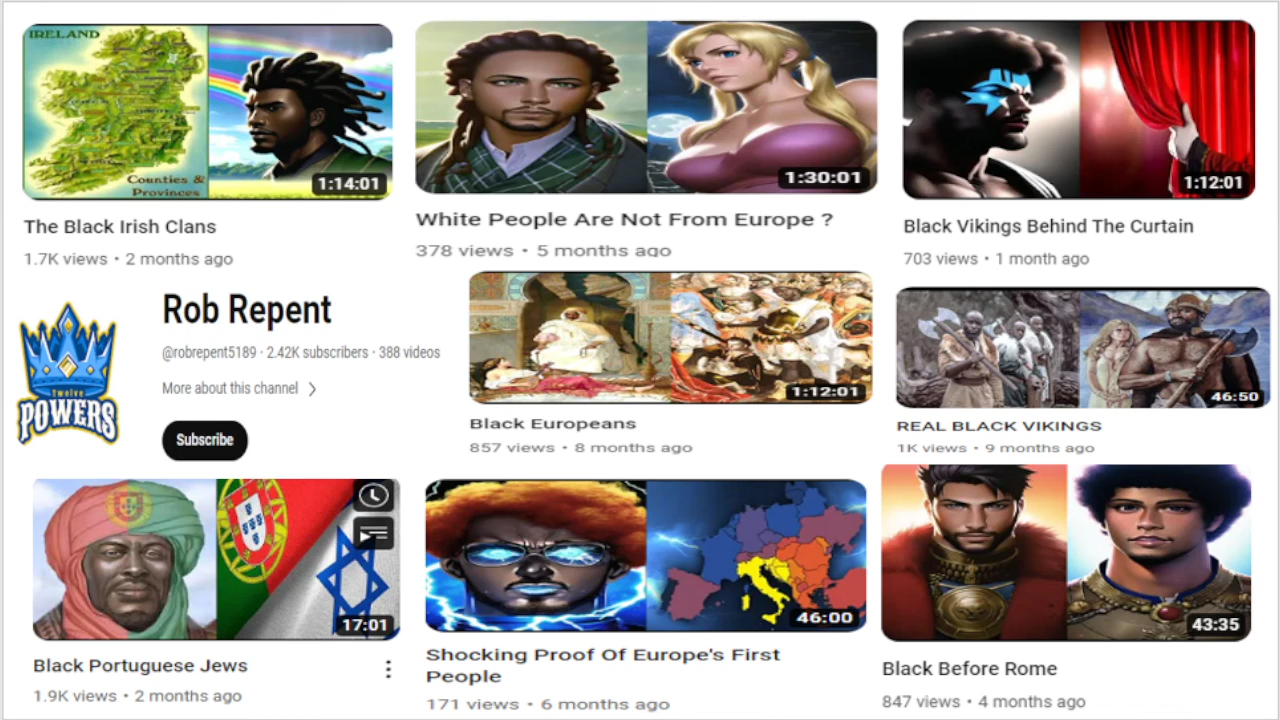 IRELAND
Counties &
Provinces
1:14:01
The Black Irish Clans
1.7K views • 2 months ago
1:30:01
White People Are Not From Europe ?
378 views • 5 months ago
1:12:01
Black Vikings Behind The Curtain
703 views • 1 month ago
twelve
POWERS
Rob Repent
@robrepent5189 · 2.42K subscribers · 388 videos
More about this channel
Subscribe
1:12:01
Black Europeans
857 views • 8 months ago
46:50
REAL BLACK VIKINGS
1K views • 9 months ago
17:01
Black Portuguese Jews
1.9K views • 2 months ago
46:00
Shocking Proof Of Europe's First
People
171 views • 6 months ago
43:35
Black Before Rome
847 views • 4 months ago